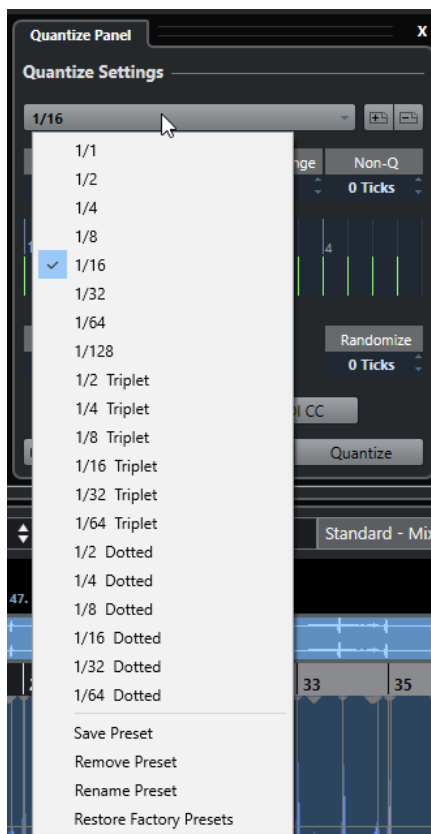 Quantize Panel X
Quantize Settings
1/16
1/1
1/2 nge Non-Q
1/4 0 Ticks
1/8 4
1/16
1/32
1/64
1/128 Randomize
1/2 Triplet 0 Ticks
1/4 Triplet
1/8 Triplet CC
1/16 Triplet Quantize
1/32 Triplet
1/64 Triplet
1/2 Dotted Standard - Mix
1/4 Dotted
1/8 Dotted 47.
1/16 Dotted
1/32 Dotted
1/64 Dotted 33 35
Save Preset
Remove Preset
Rename Preset
Restore Factory Presets